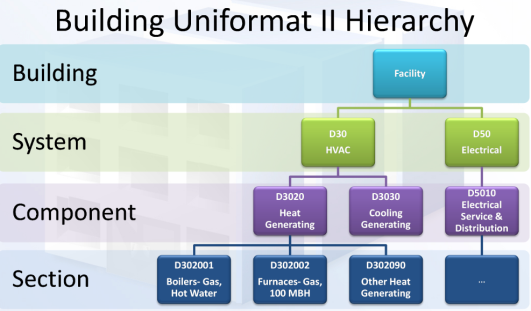 Building Uniformat II Hierarchy
Building
Facility
System
D30
HVAC
D50
Electrical
Component
D3020
Heat
Generating
D3030
Cooling
Generating
D5010
Electrical
Service &
Distribution
Section
D302001
Boilers- Gas,
Hot Water
D302002
Furnaces- Gas,
100 MBH
D302090
Other Heat
Generating
...